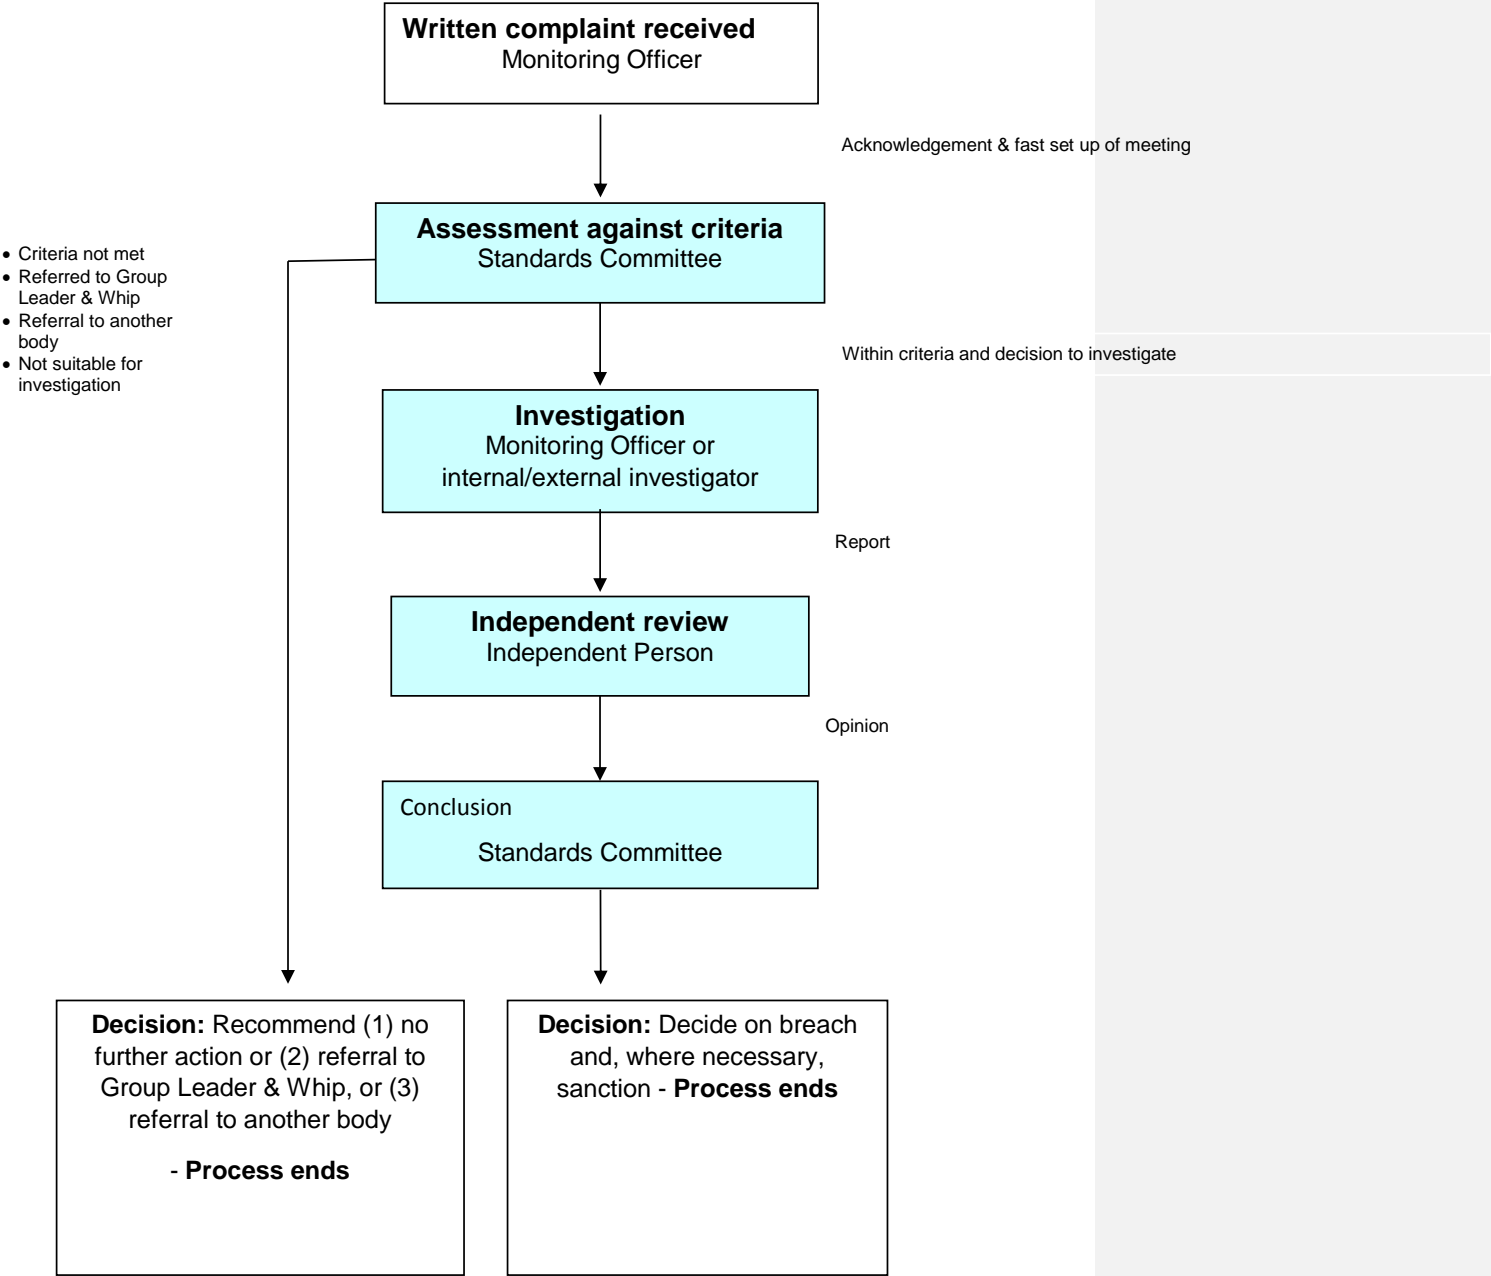 Written complaint received
Monitoring Officer
Acknowledgement & fast set up of meeting
Assessment against criteria
Standards Committee
• Criteria not met
• Referred to Group
Leader & Whip
• Referral to another
body
• Not suitable for
investigation
Within criteria and decision to investigate
Investigation
Monitoring Officer or
internal/external investigator
Report
Independent review
Independent Person
Opinion
Conclusion
Standards Committee
Decision: Recommend (1) no
further action or (2) referral to
Group Leader & Whip, or (3)
referral to another body
- Process ends
Decision: Decide on breach
and, where necessary,
sanction - Process ends